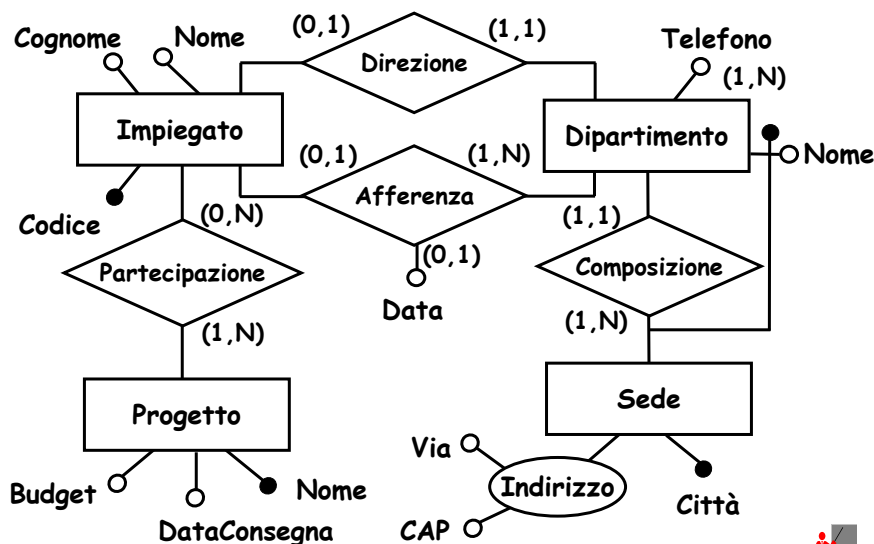 (0,1)
Cognome
Nome
(1,1)
Telefono
Direzione
(1,N)
Impiegato
Dipartimento
(0,1)
(1,N)
Nome
Afferenza
Codice
(0,N)
(1,1)
Partecipazione
(0,1)
Composizione
Data
(1,N)
(1,N)
Progetto
Sede
Via
Indirizzo
Budget
Nome
Città
DataConsegna
CAP